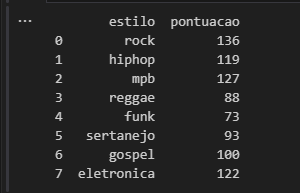 ...
estilo pontuacao
0 rock 136
1 hiphop 119
2 mpb 127
3 reggae 88
4 funk 73
5 sertanejo 93
6 gospel 100
7 eletronica 122